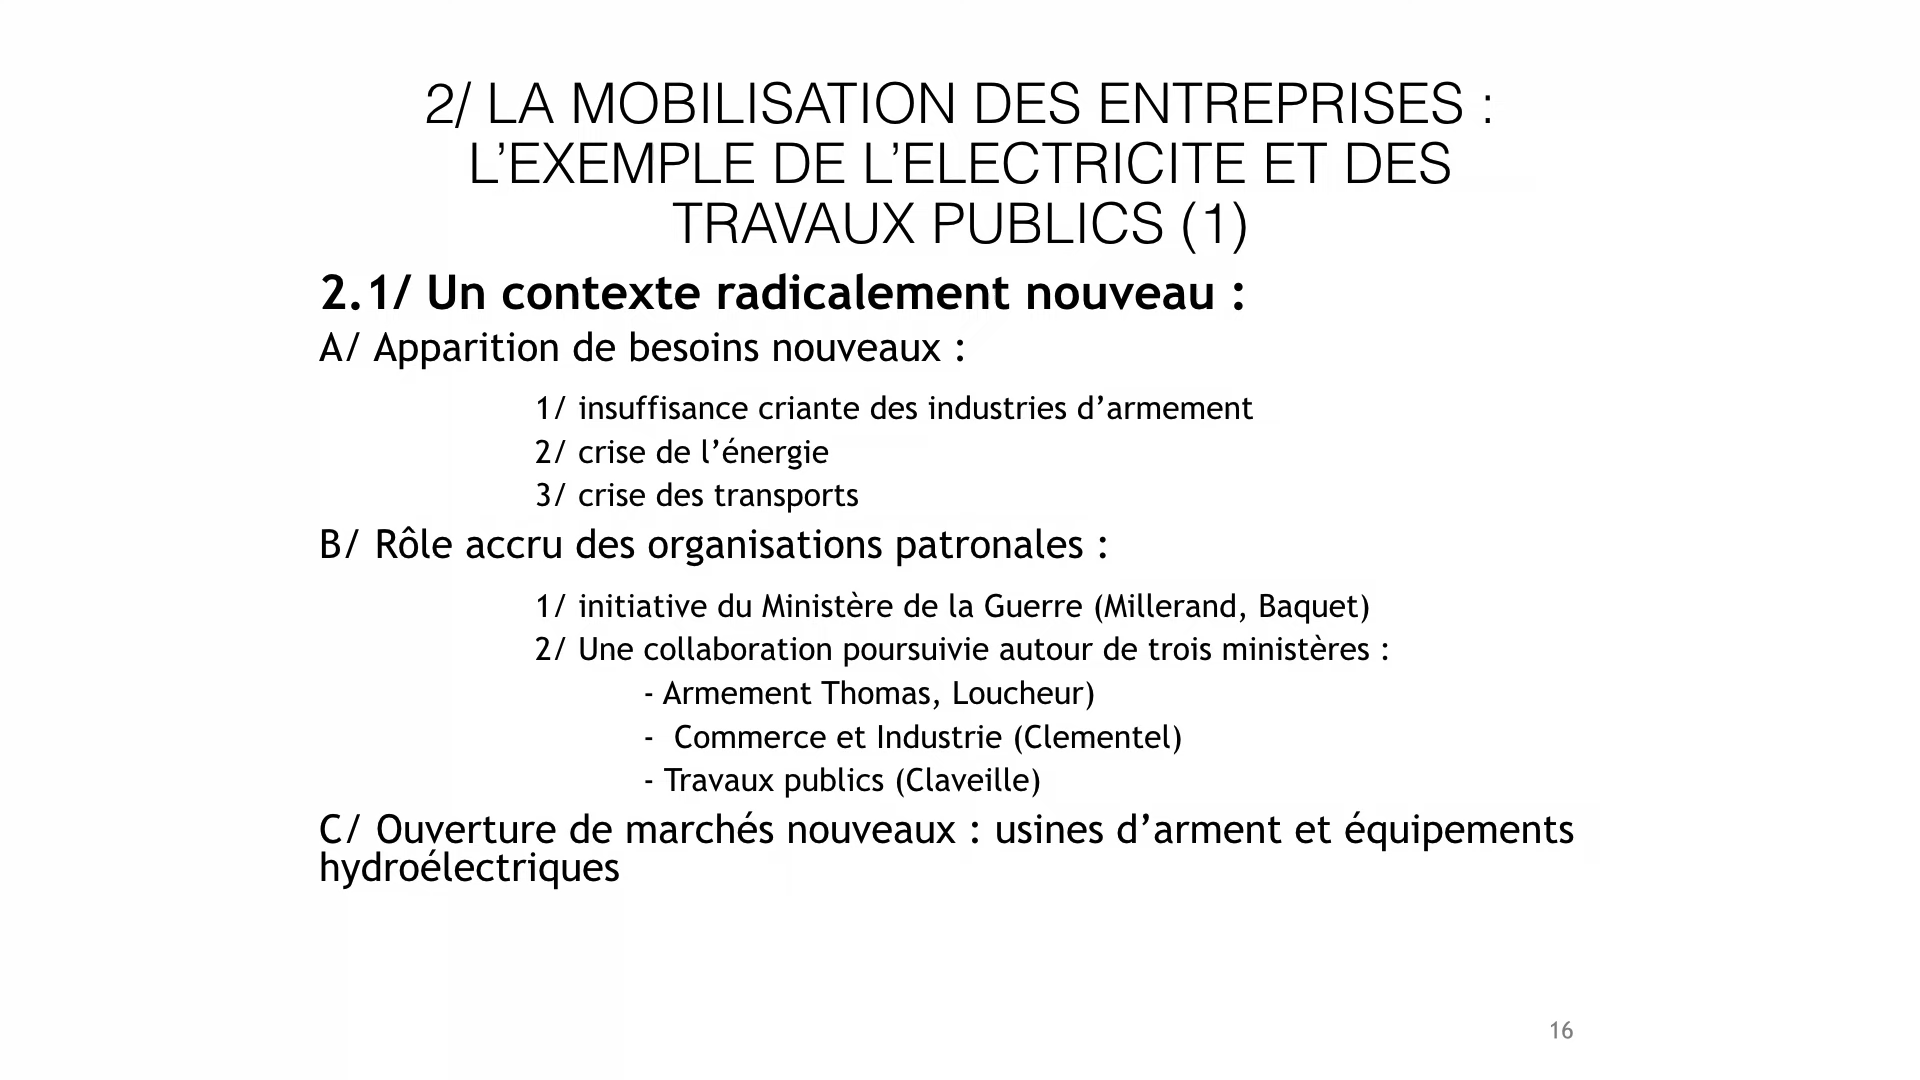 2/ LA MOBILISATION DES ENTREPRISES :
L’EXEMPLE DE L’ELECTRICITE ET DES
TRAVAUX PUBLICS (1)
2.1/ Un contexte radicalement nouveau :
A/ Apparition de besoins nouveaux :
1/ insuffisance criante des industries d’armement
2/ crise de l’énergie
3/ crise des transports
B/ Rôle accru des organisations patronales :
1/ initiative du Ministère de la Guerre (Millerand, Baquet)
2/ Une collaboration poursuivie autour de trois ministères :
- Armement Thomas, Loucheur)
- Commerce et Industrie (Clementel)
- Travaux publics (Claveille)
C/ Ouverture de marchés nouveaux : usines d’arment et équipements
hydroélectriques
16